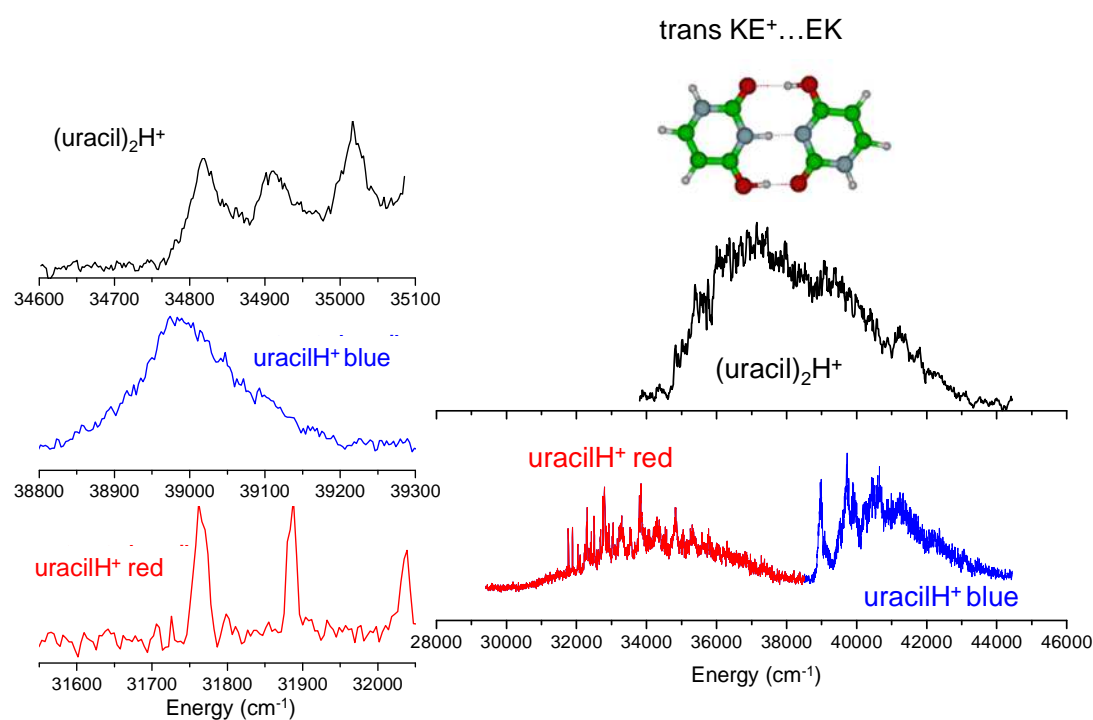 trans KE⁺…EK
(uracil)₂H⁺
34600 34700 34800 34900 35000 35100
uracilH⁺ blue
38800 38900 39000 39100 39200 39300
uracilH⁺ red
31600 31700 31800 31900 32000
Energy (cm⁻¹)
(uracil)₂H⁺
uracilH⁺ red
uracilH⁺ blue
28000 30000 32000 34000 36000 38000 40000 42000 44000 46000
Energy (cm⁻¹)